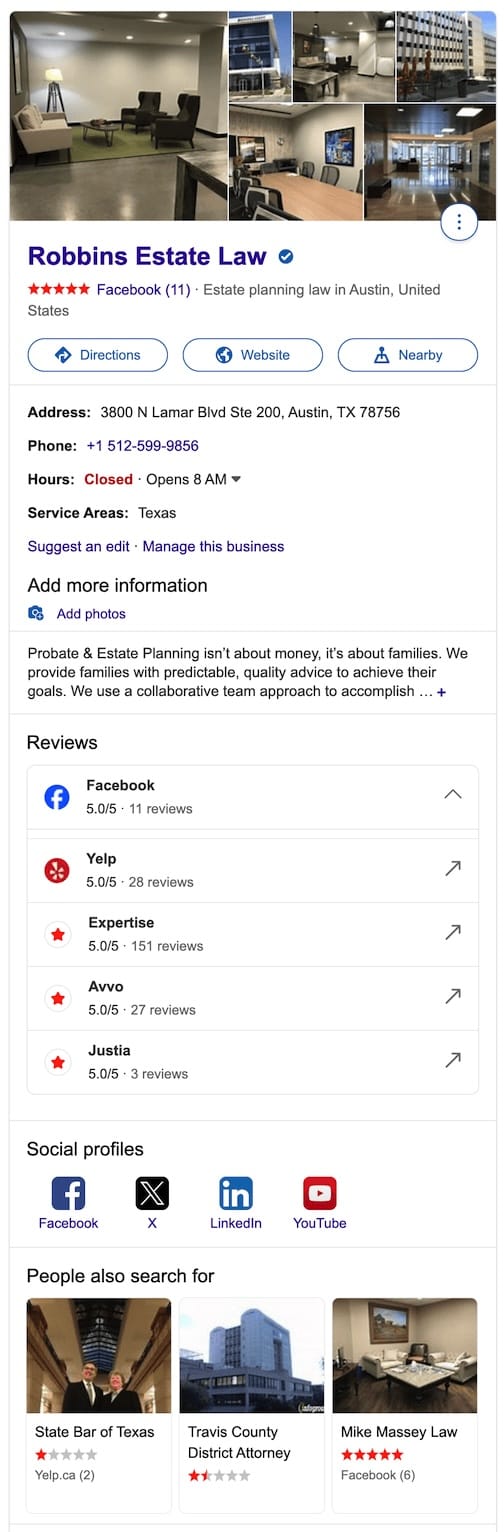 Robbins Estate Law
Facebook (11) · Estate planning law in Austin, United
States
Directions
Website
Nearby
Address: 3800 N Lamar Blvd Ste 200, Austin, TX 78756
Phone: +1 512-599-9856
Hours: Closed · Opens 8 AM
Service Areas: Texas
Suggest an edit · Manage this business
Add more information
Add photos
Probate & Estate Planning isn’t about money, it’s about families. We
provide families with predictable, quality advice to achieve their
goals. We use a collaborative team approach to accomplish ... +
Reviews
Facebook
5.0/5 · 11 reviews
Yelp
5.0/5 · 28 reviews
Expertise
5.0/5 · 151 reviews
Avvo
5.0/5 · 27 reviews
Justia
5.0/5 · 3 reviews
Social profiles
Facebook
X
LinkedIn
YouTube
People also search for
State Bar of Texas
Yelp.ca (2)
Travis County
District Attorney
Mike Massey Law
Facebook (6)